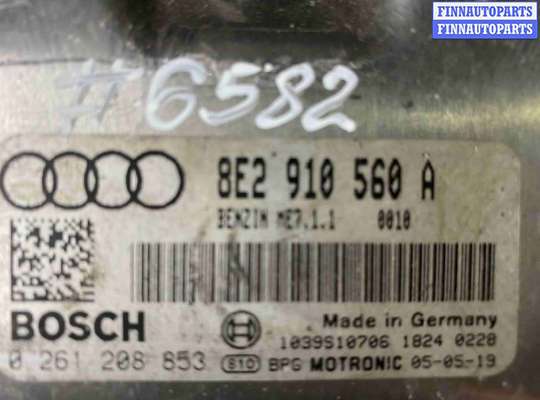 FINNAUTOPARTS
FINNAUTOPARTS
#6582
8E2 910 560 A
BENZIN ME7.1.1 0010
BOSCH
Made in Germany
1039S10706 1824 0228
0 261 208 853 S10 BPG MOTRONIC 05-05-19